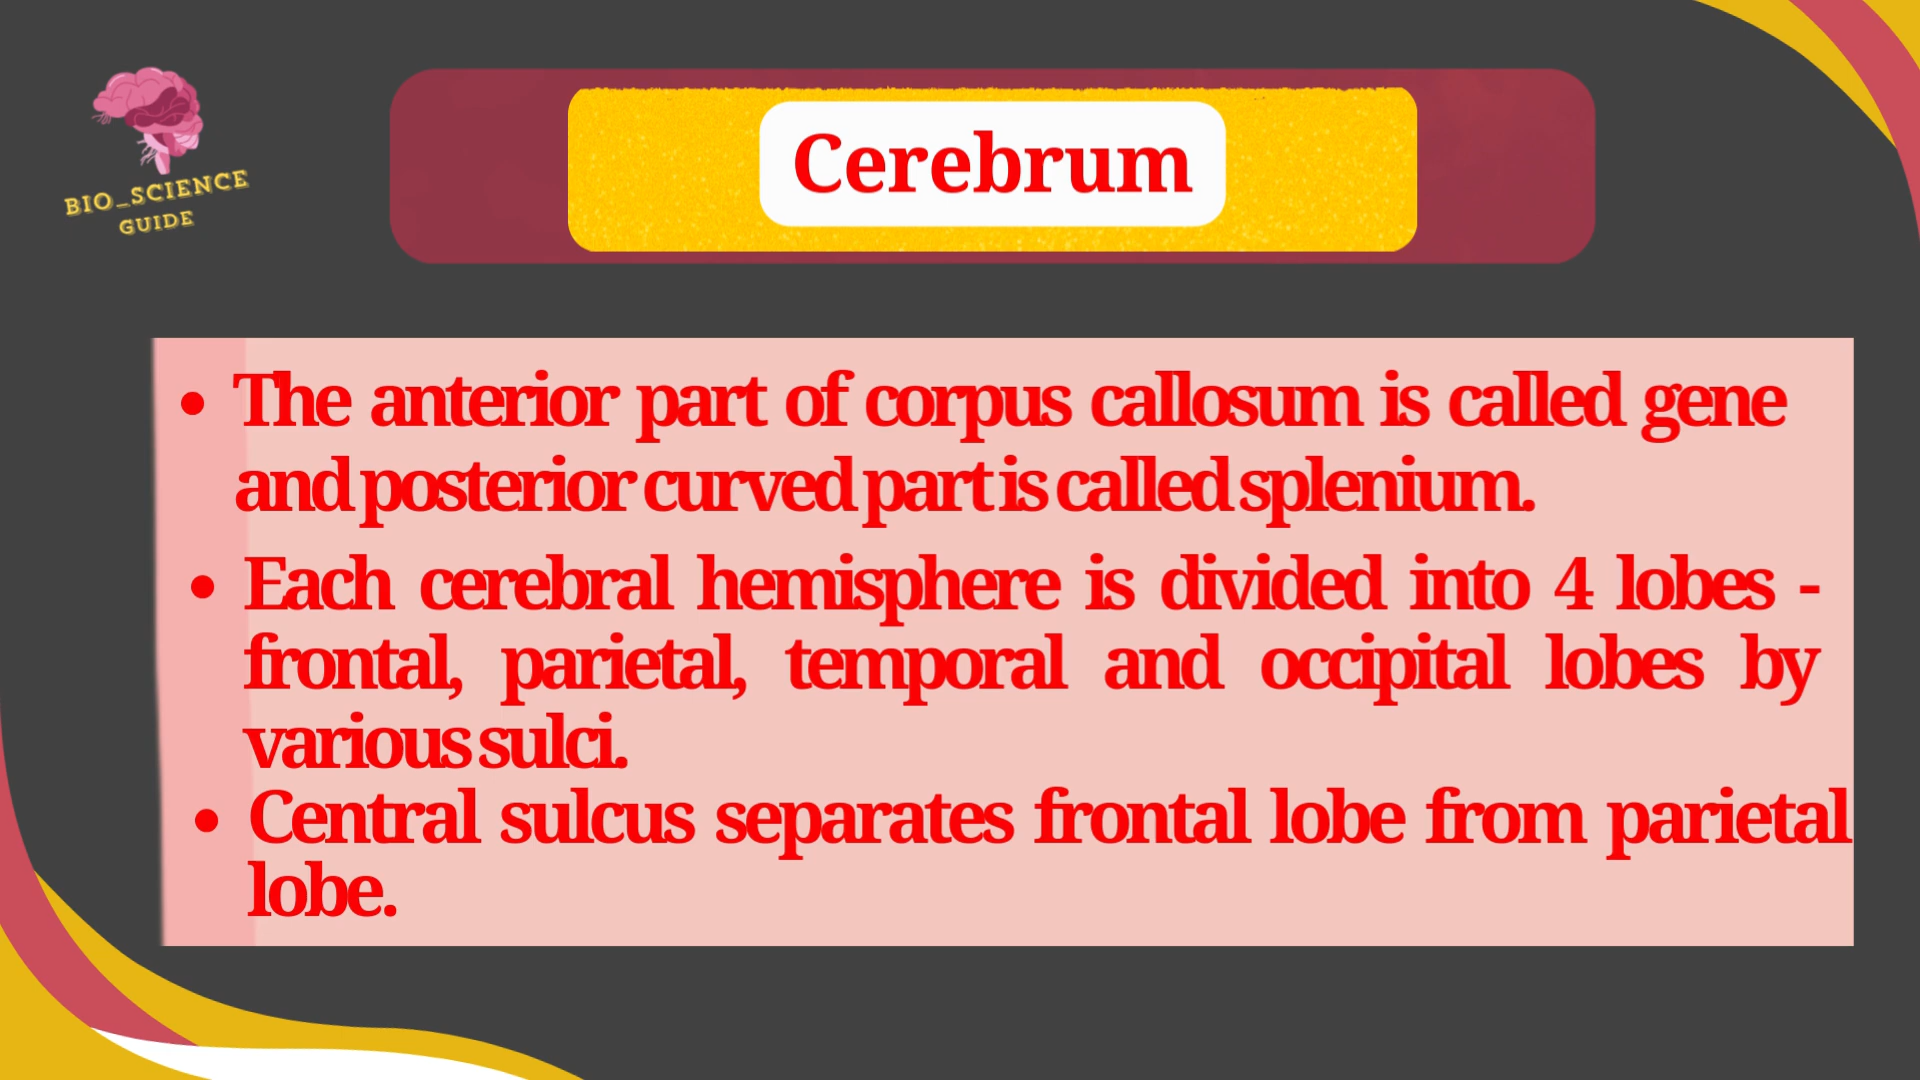 BIO_SCIENCE
GUIDE
Cerebrum
• The anterior part of corpus callosum is called gene
and posterior curved part is called splenium.
• Each cerebral hemisphere is divided into 4 lobes -
frontal, parietal, temporal and occipital lobes by
various sulci.
• Central sulcus separates frontal lobe from parietal
lobe.